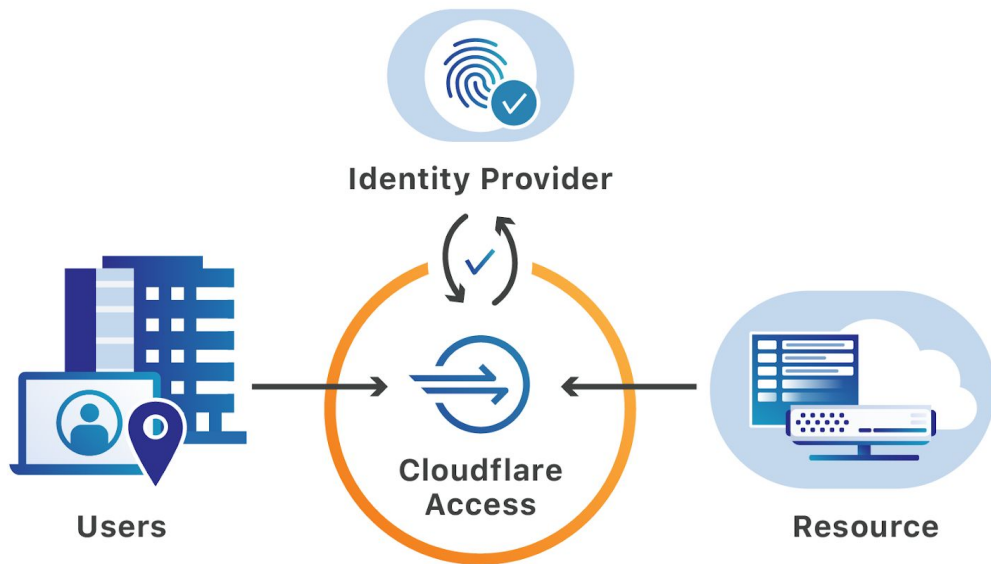 Identity Provider
Users
Cloudflare
Access
Resource